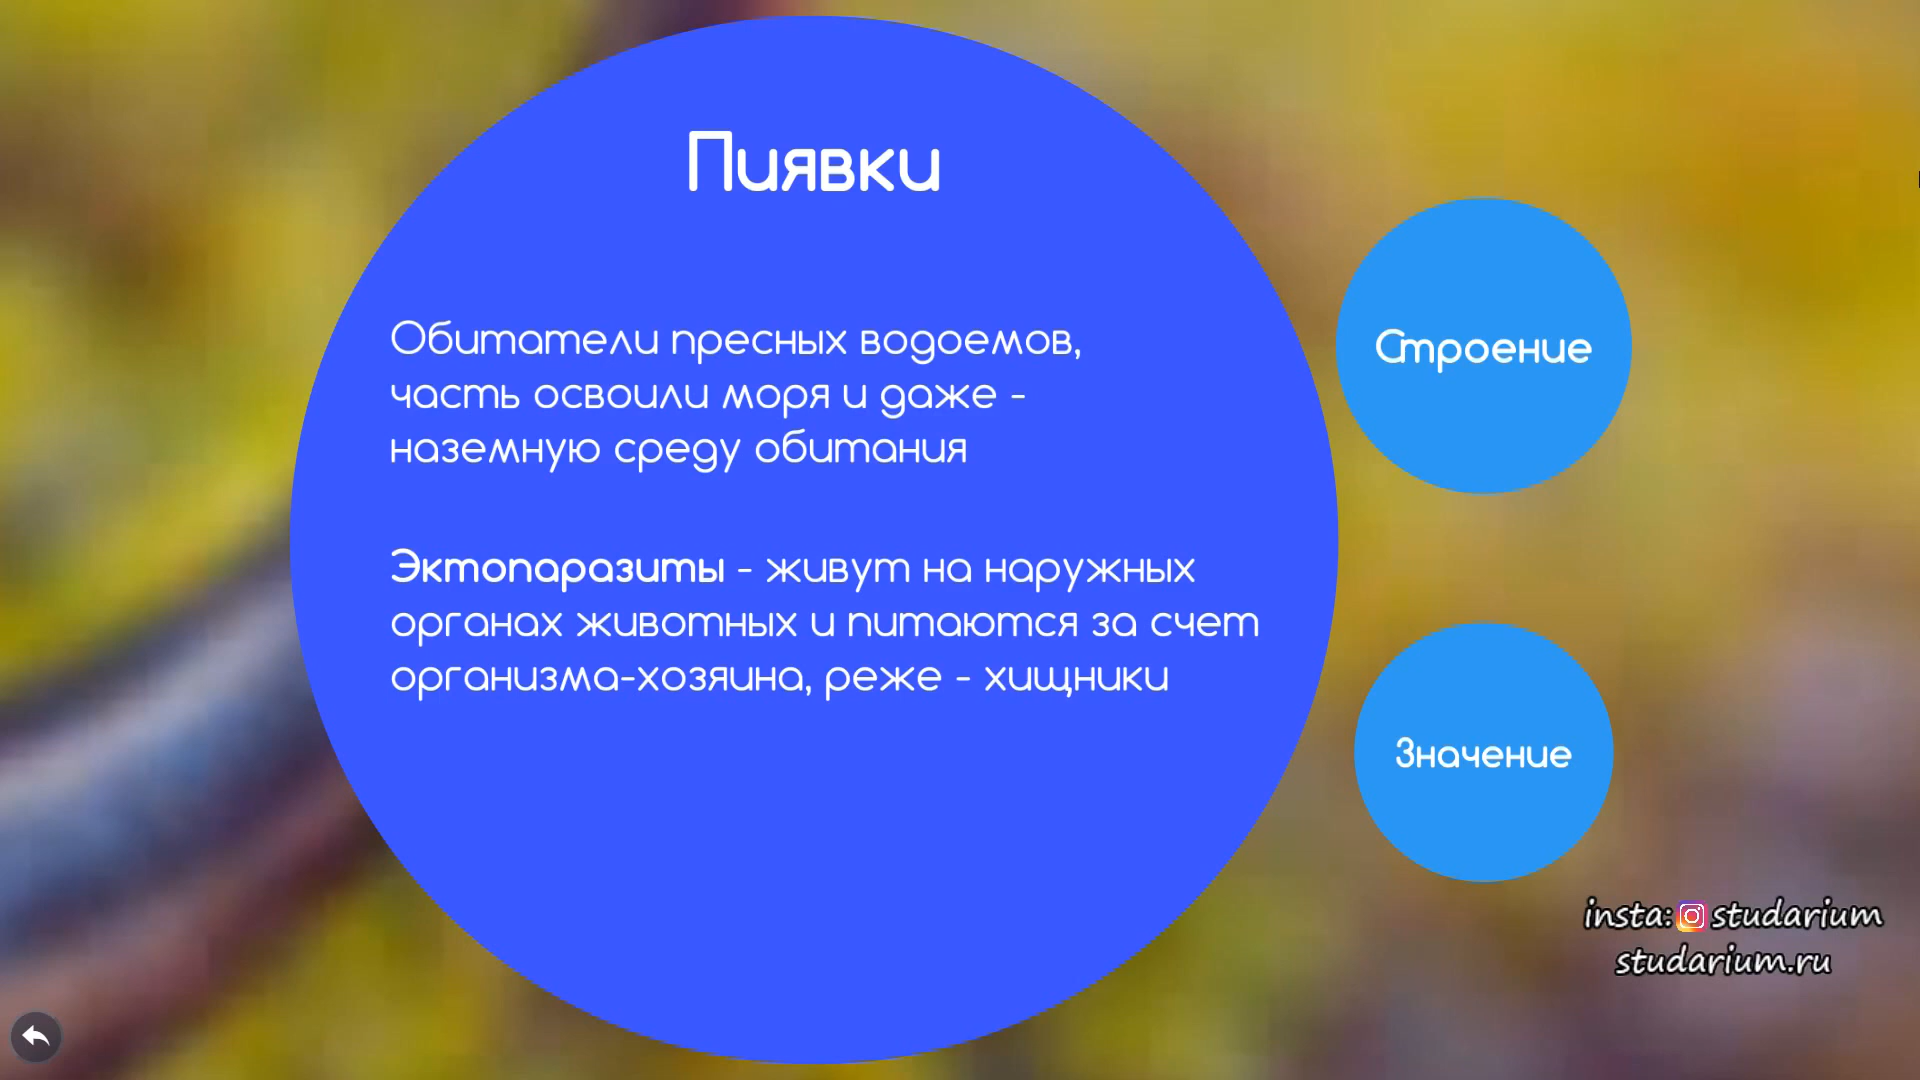 Пиявки
Обитатели пресных водоемов,
часть освоили моря и даже -
наземную среду обитания
Эктопаразиты - живут на наружных
органах животных и питаются за счет
организма-хозяина, реже - хищники
Строение
Значение
insta: studarium
studarium.ru